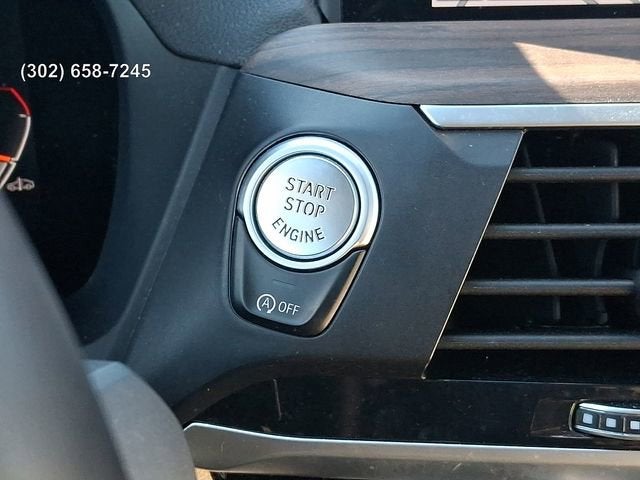 (302) 658-7245
START
STOP
ENGINE
A OFF